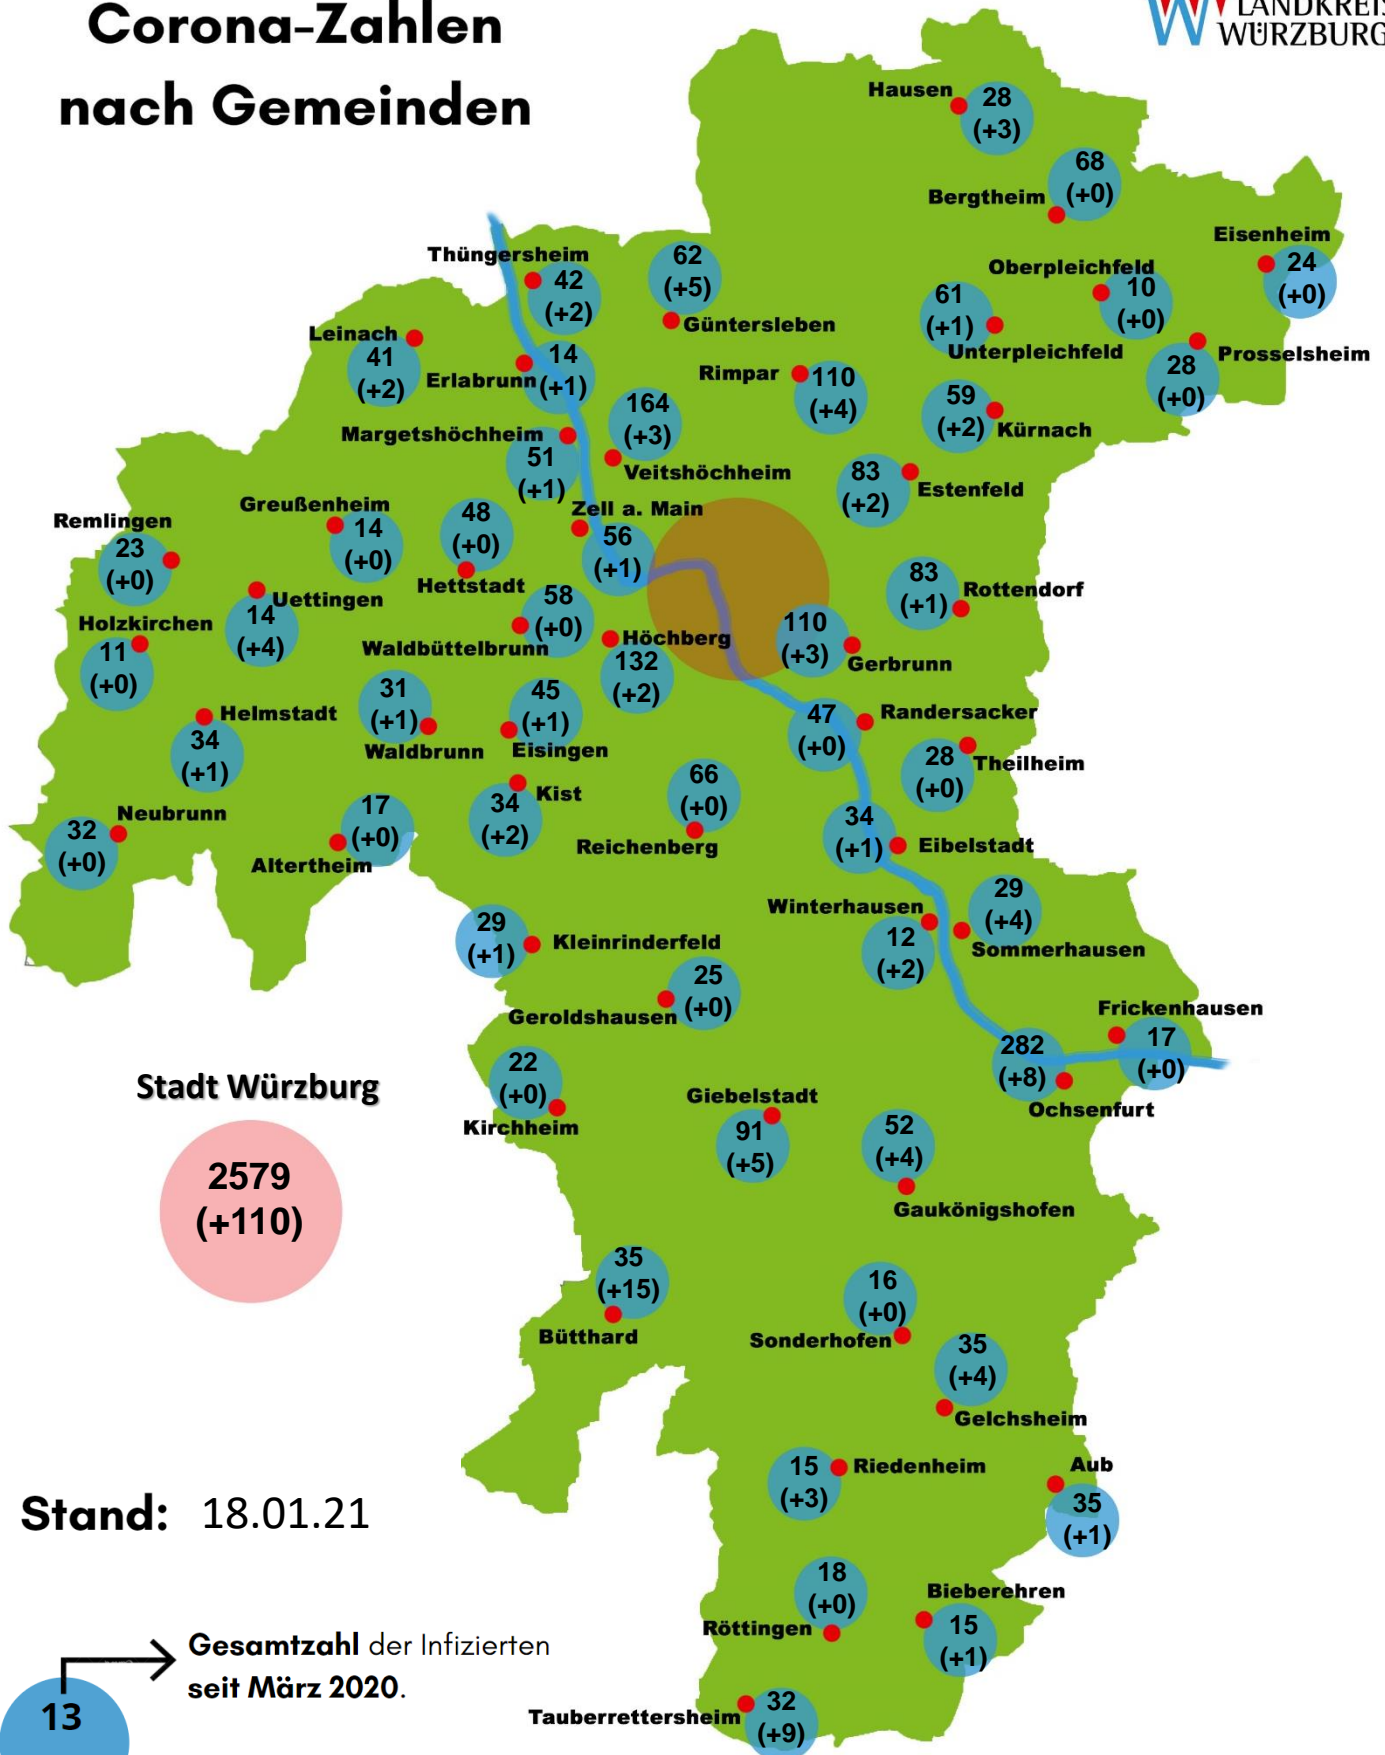 Corona-Zahlen
nach Gemeinden
LANDKREIS
WÜRZBURG
Hausen
28
(+3)
68
(+0)
Bergtheim
Eisenheim
24
(+0)
Thüngersheim
42
(+2)
62
(+5)
Güntersleben
Oberpleichfeld
10
(+0)
61
(+1)
Unterpleichfeld
Prosselsheim
28
(+0)
Leinach
41
(+2)
14
(+1)
Erlabrunn
Rimpar
110
(+4)
59
(+2)
Kürnach
164
(+3)
Veitshöchheim
Margetshöchheim
51
(+1)
83
(+2)
Estenfeld
Greußenheim
14
(+0)
48
(+0)
Hettstadt
Zell a. Main
56
(+1)
Remlingen
23
(+0)
Uettingen
14
(+4)
58
(+0)
Waldbüttelbrunn
Höchberg
132
(+2)
83
(+1)
Rottendorf
110
(+3)
Gerbrunn
Holzkirchen
11
(+0)
31
(+1)
Waldbrunn
45
(+1)
Eisingen
47
(+0)
Randersacker
Helmstadt
34
(+1)
28
(+0)
Theilheim
Kist
34
(+2)
66
(+0)
Reichenberg
Neubrunn
32
(+0)
17
(+0)
Altertheim
34
(+1)
Eibelstadt
29
(+4)
Sommerhausen
Winterhausen
12
(+2)
29
(+1)
Kleinrinderfeld
25
(+0)
Geroldshausen
Frickenhausen
17
(+0)
282
(+8)
Ochsenfurt
22
(+0)
Kirchheim
Stadt Würzburg
2579
(+110)
Giebelstadt
91
(+5)
52
(+4)
Gaukönigshofen
35
(+15)
Bütthard
16
(+0)
Sonderhofen
35
(+4)
Gelchsheim
15
(+3)
Riedenheim
Aub
35
(+1)
Stand: 18.01.21
18
(+0)
Röttingen
Bieberehren
15
(+1)
Tauberrettersheim
32
(+9)
Gesamtzahl der Infizierten
seit März 2020.
13